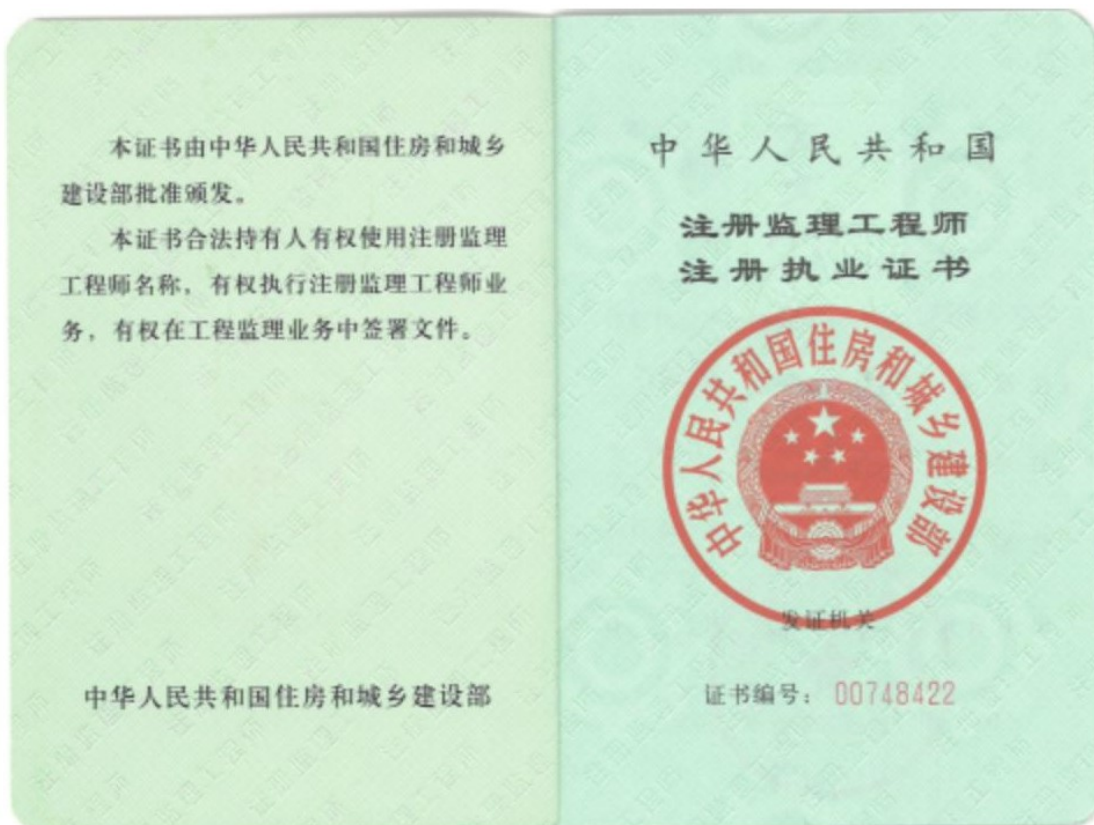 本证书由中华人民共和国住房和城乡
建设部批准颁发。
本证书合法持有人有权使用注册监理
工程师名称，有权执行注册监理工程师业
务，有权在工程监理业务中签署文件。
中华人民共和国住房和城乡建设部
中华人民共和国
注册监理工程师
注册执业证书
中华人民共和国住房和城乡建设部
发证机关
证书编号：00748422